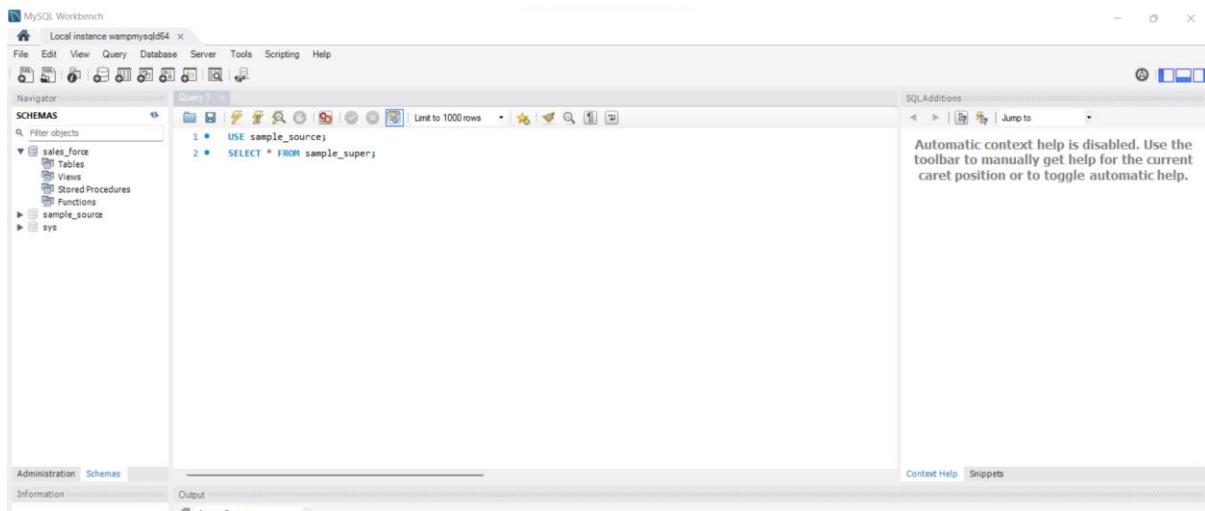 MySQL Workbench
Local instance wampmysqld64 ×
File Edit View Query Database Server Tools Scripting Help
Navigator
Query 1
SQLAdditions
SCHEMAS
Limit to 1000 rows
Jump to
Filter objects
1 USE sample_source;
2 SELECT * FROM sample_super;
sales_force
Tables
Views
Stored Procedures
Functions
sample_source
sys
Automatic context help is disabled. Use the
toolbar to manually get help for the current
caret position or to toggle automatic help.
Administration Schemas
Context Help Snippets
Information
Output